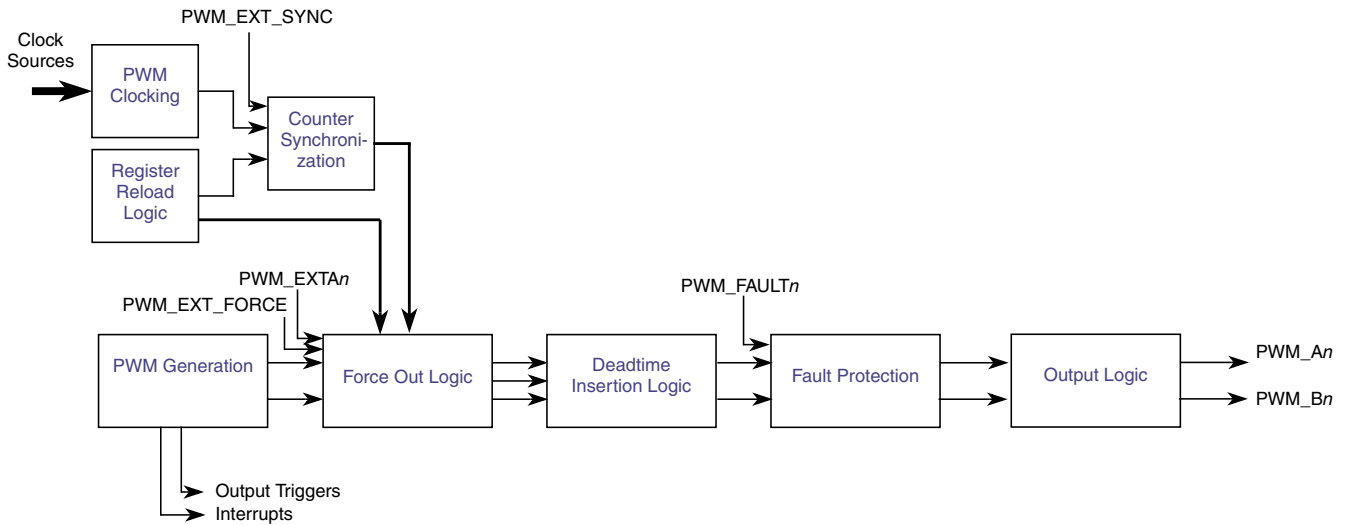 PWM_EXT_SYNC
Clock
Sources
PWM
Clocking
Counter
Synchroni-
zation
Register
Reload
Logic
PWM_EXTAn
PWM_EXT_FORCE
PWM_FAULTn
PWM Generation
Force Out Logic
Deadtime
Insertion Logic
Fault Protection
Output Logic
PWM_An
PWM_Bn
Output Triggers
Interrupts